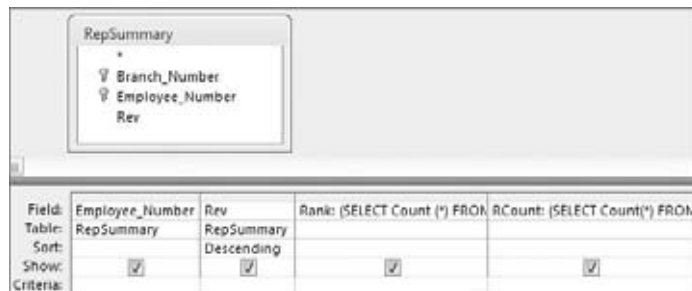 RepSummary
*
Branch_Number
Employee_Number
Rev
Field: Employee_Number Rev Rank: (SELECT Count (*) FROM RCount: (SELECT Count(*) FROM
Table: RepSummary RepSummary
Sort: Descending
Show:
Criteria: